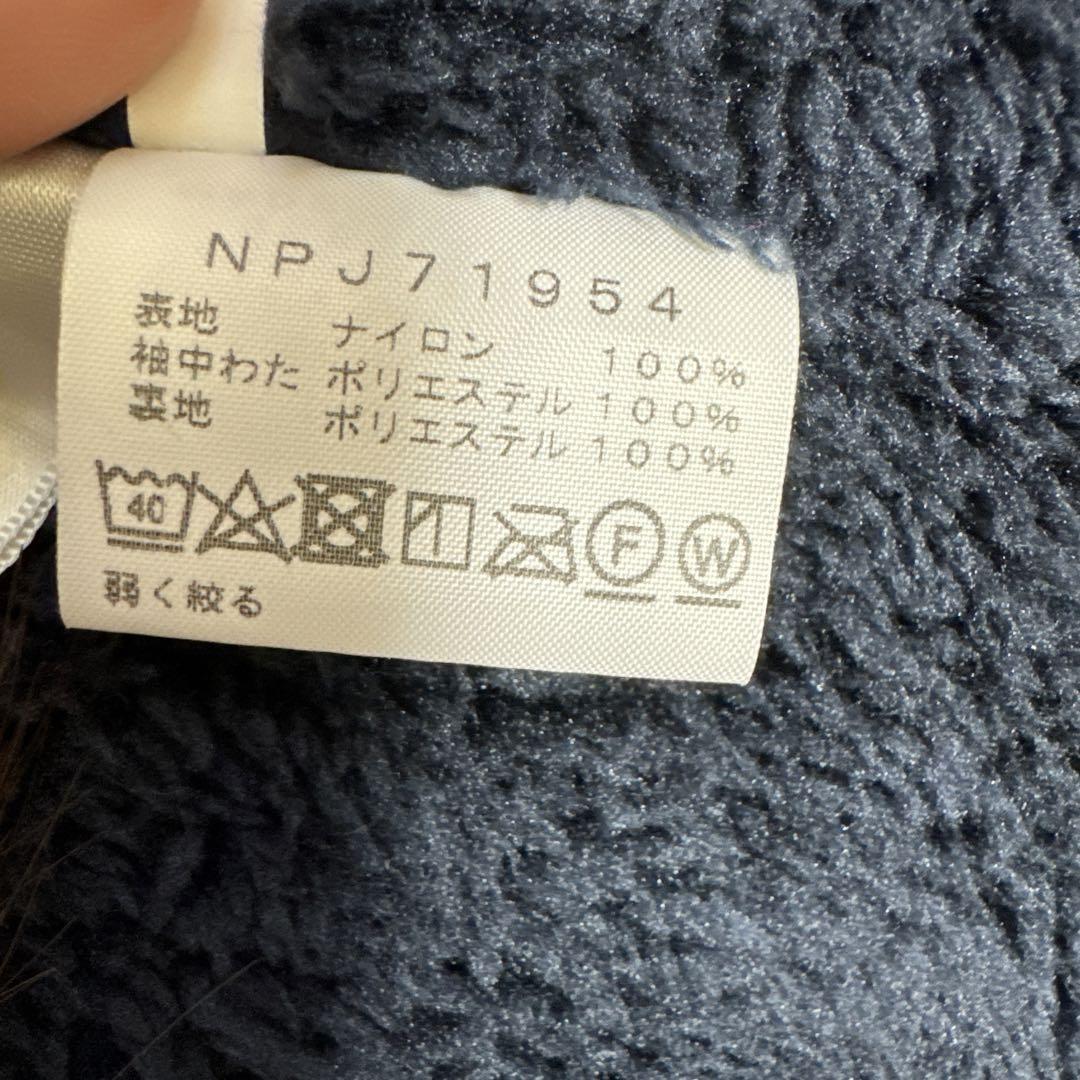 NPJ71954
表地 ナイロン 100%
袖中わた ポリエステル 100%
裏地 ポリエステル 100%
40 F W
弱く絞る